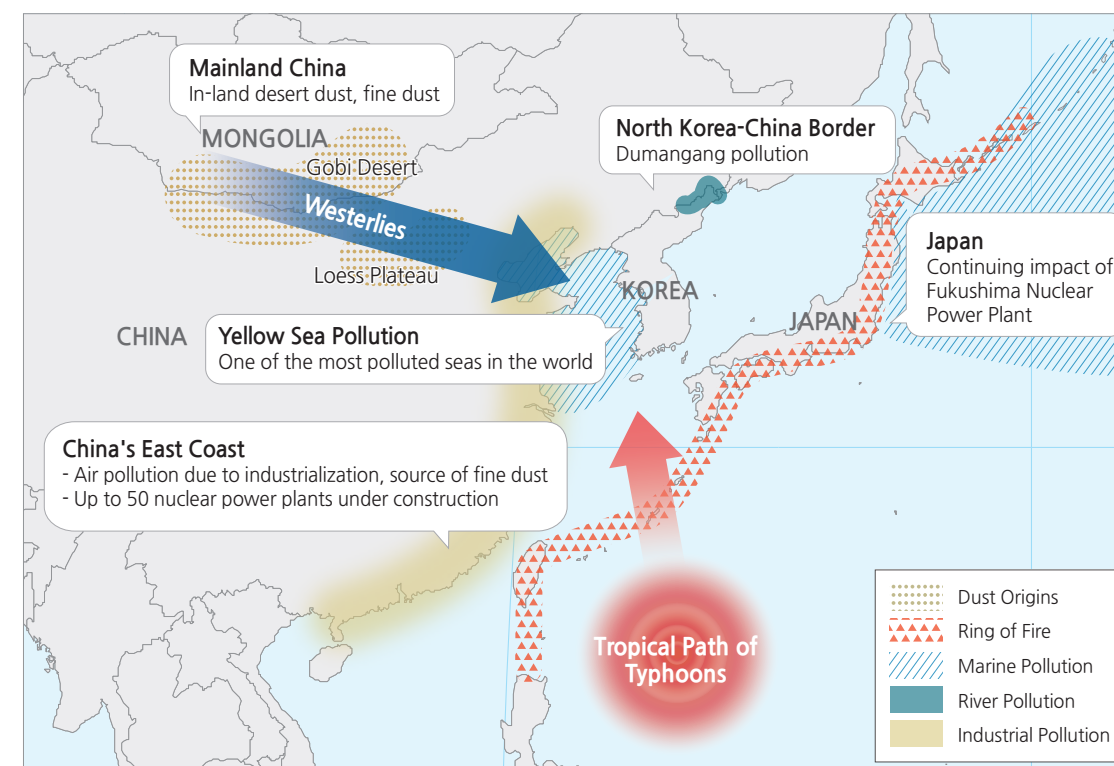 Mainland China
In-land desert dust, fine dust
MONGOLIA
Gobi Desert
Westerlies
Loess Plateau
North Korea-China Border
Dumangang pollution
KOREA
JAPAN
Japan
Continuing impact of
Fukushima Nuclear
Power Plant
CHINA
Yellow Sea Pollution
One of the most polluted seas in the world
China's East Coast
- Air pollution due to industrialization, source of fine dust
- Up to 50 nuclear power plants under construction
Tropical Path of
Typhoons
Dust Origins
Ring of Fire
Marine Pollution
River Pollution
Industrial Pollution